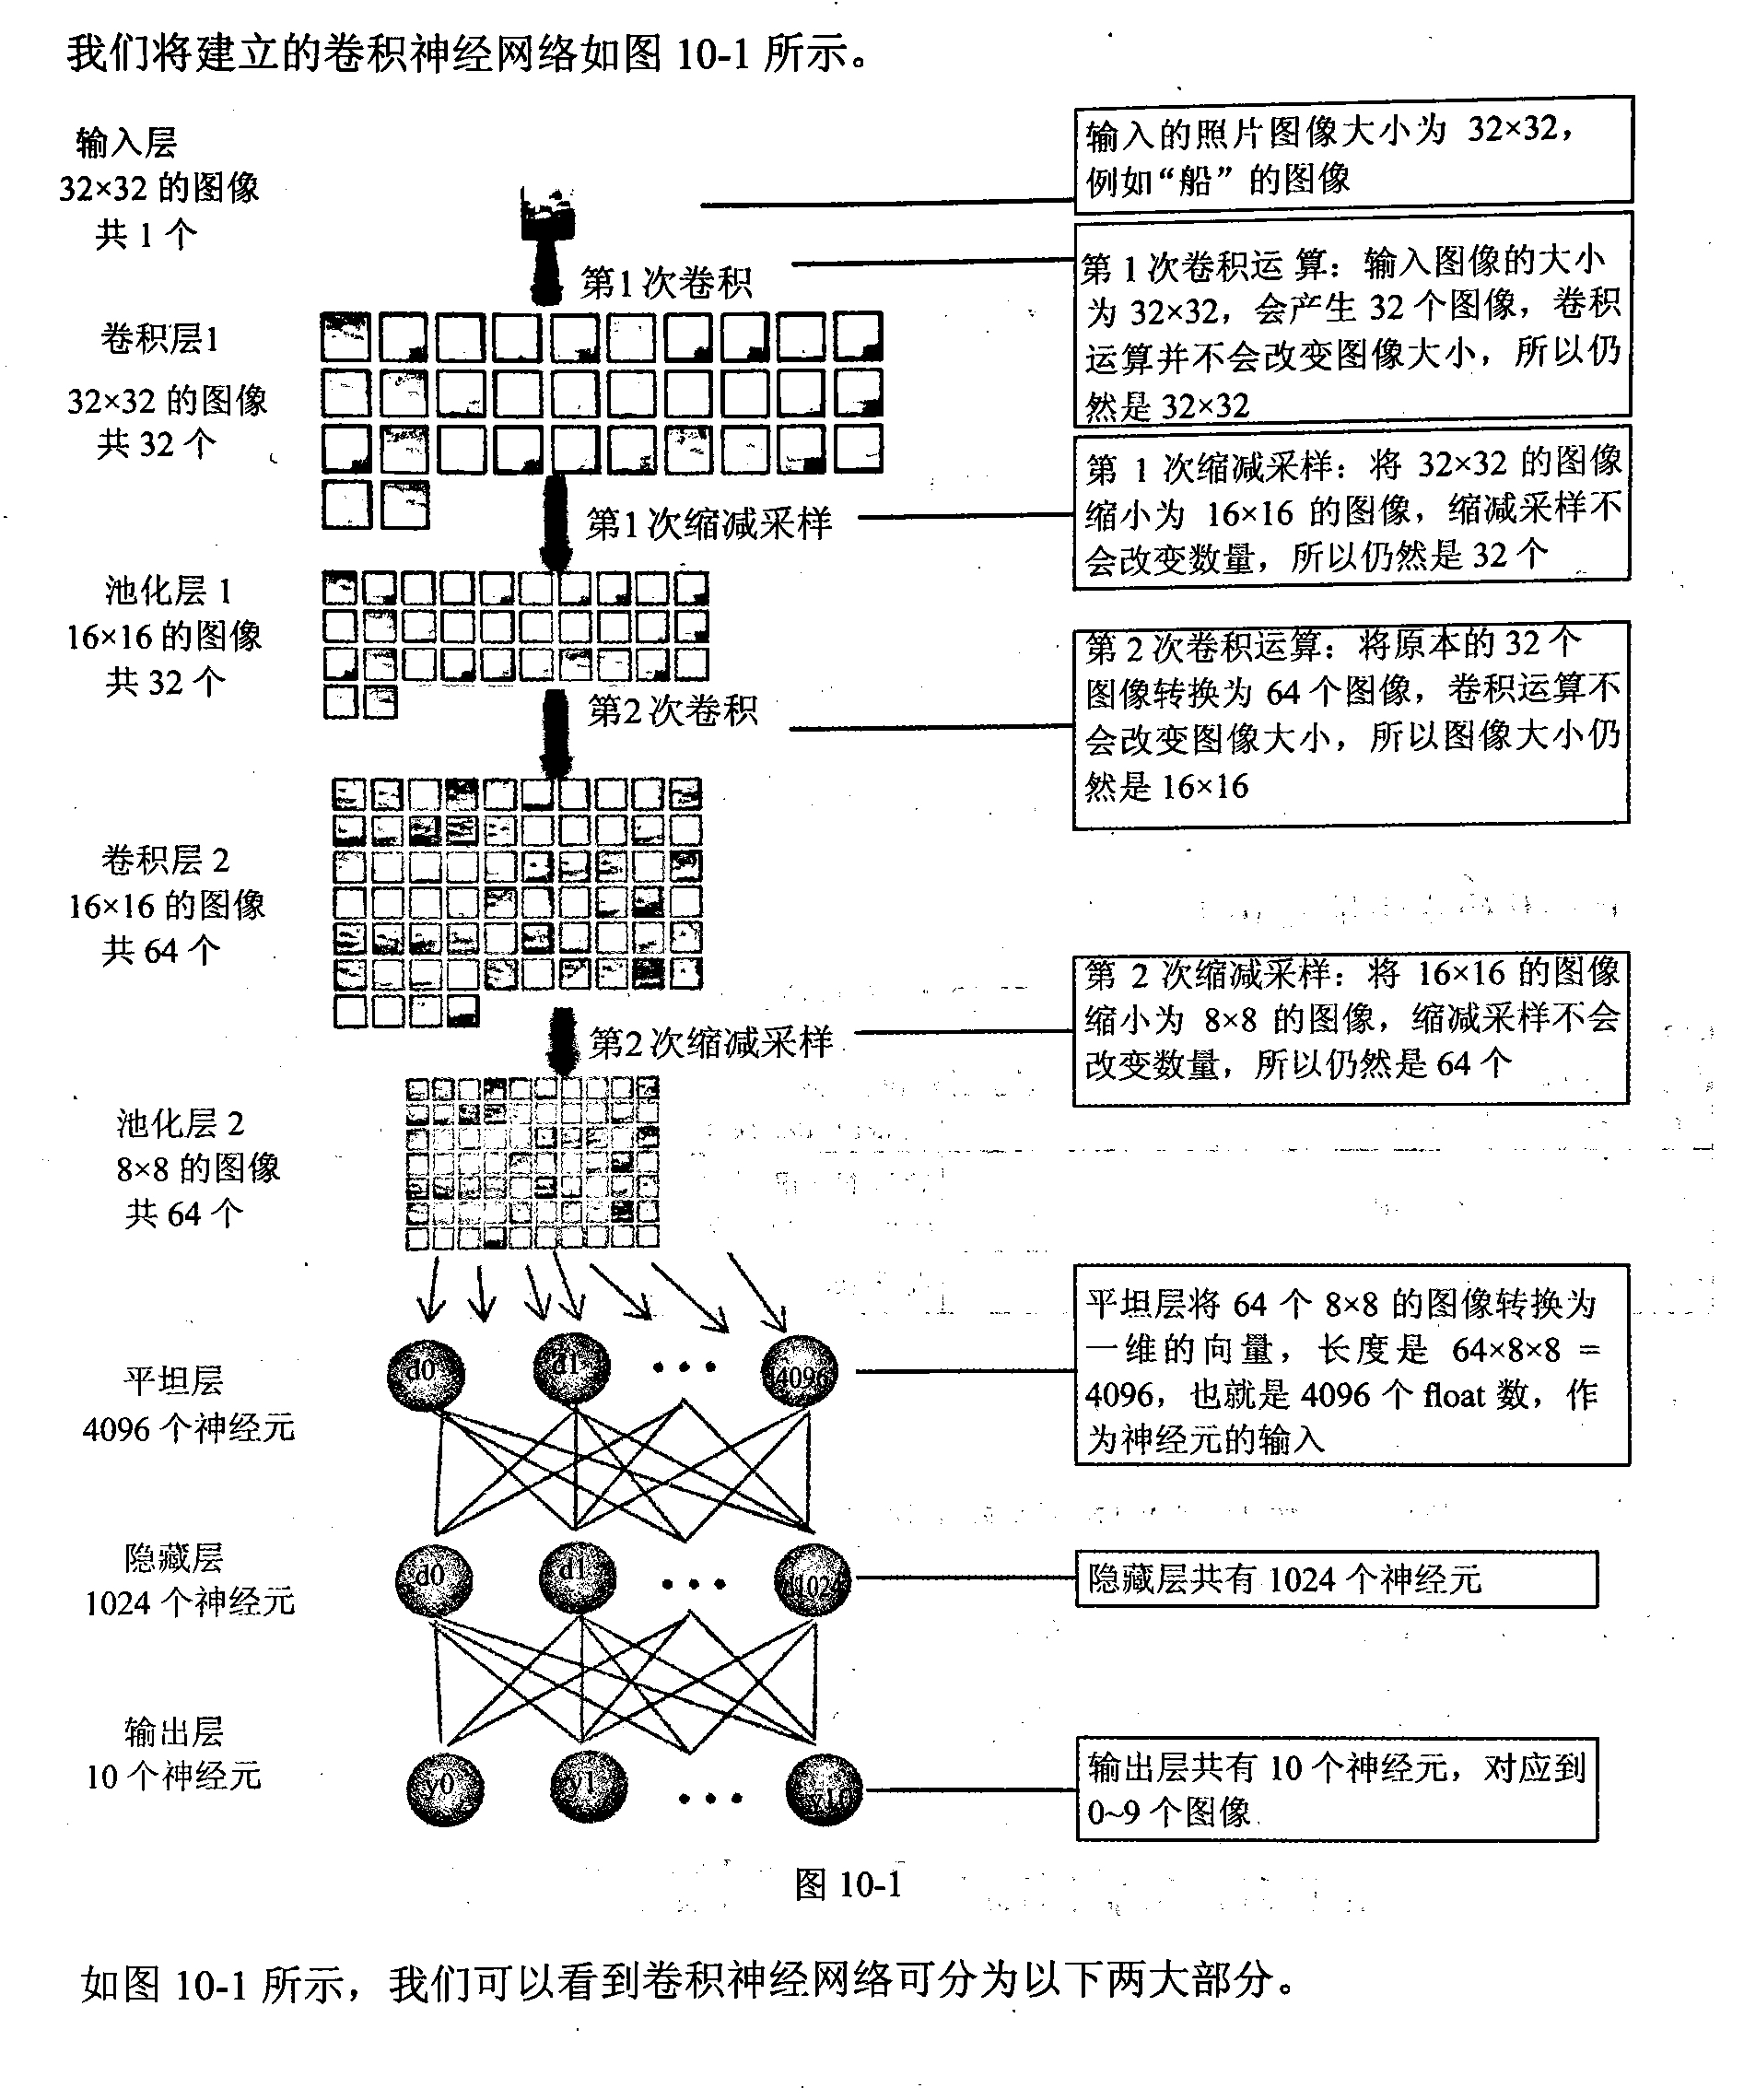 我们将建立的卷积神经网络如图 10-1 所示。
输入层
32×32 的图像
共 1 个
输入的照片图像大小为 32×32，
例如“船”的图像
第1次卷积
第 1 次卷积运 算：输入图像的大小
为 32×32，会产生 32 个图像，卷积
运算并不会改变图像大小，所以仍
然是 32×32
卷积层1
32×32 的图像
共 32 个
第1次缩减采样
第 1 次缩减采样：将 32×32 的图像
缩小为 16×16 的图像，缩减采样不
会改变数量，所以仍然是 32 个
池化层 1
16×16 的图像
共 32 个
第2次卷积
第 2 次卷积运算：将原本的 32 个
图像转换为 64 个图像，卷积运算不
会改变图像大小，所以图像大小仍
然是 16×16
卷积层 2
16×16 的图像
共 64 个
第2次缩减采样
第 2 次缩减采样：将 16×16 的图像
缩小为 8×8 的图像，缩减采样不会
改变数量，所以仍然是 64 个
池化层 2
8×8 的图像
共 64 个
平坦层
4096 个神经元
d0 d1 ••• d4096
平坦层将 64 个 8×8 的图像转换为
一维的向量，长度是 64×8×8 =
4096，也就是 4096 个 float 数，作
为神经元的输入
隐藏层
1024 个神经元
d0 d1 ••• d1024
隐藏层共有 1024 个神经元
输出层
10 个神经元
y0 y1 ••• y10
输出层共有 10 个神经元，对应到
0~9 个图像
图 10-1
如图 10-1 所示，我们可以看到卷积神经网络可分为以下两大部分。